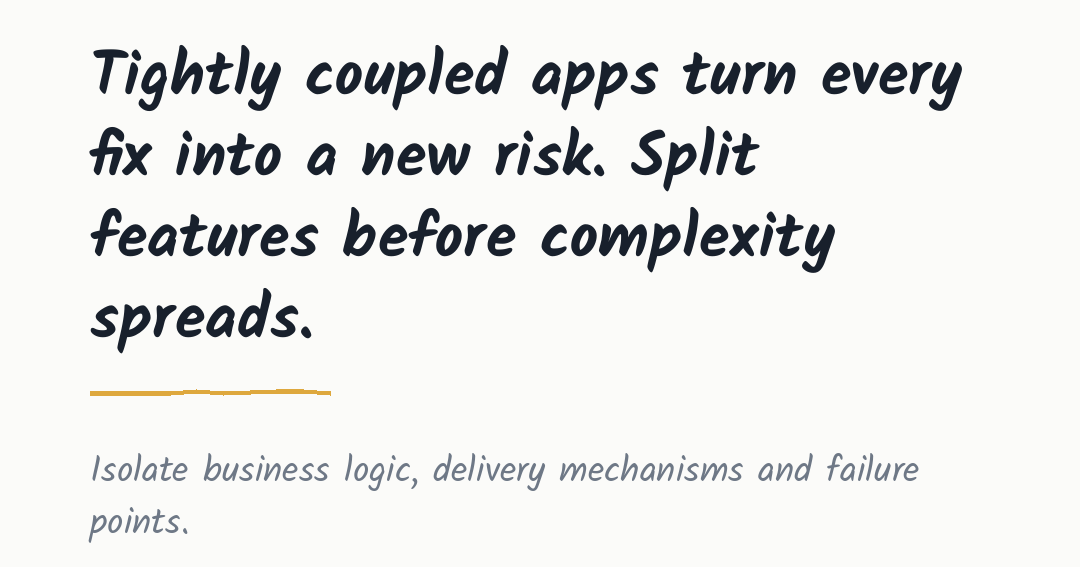 Tightly coupled apps turn every
fix into a new risk. Split
features before complexity
spreads.
Isolate business logic, delivery mechanisms and failure
points.